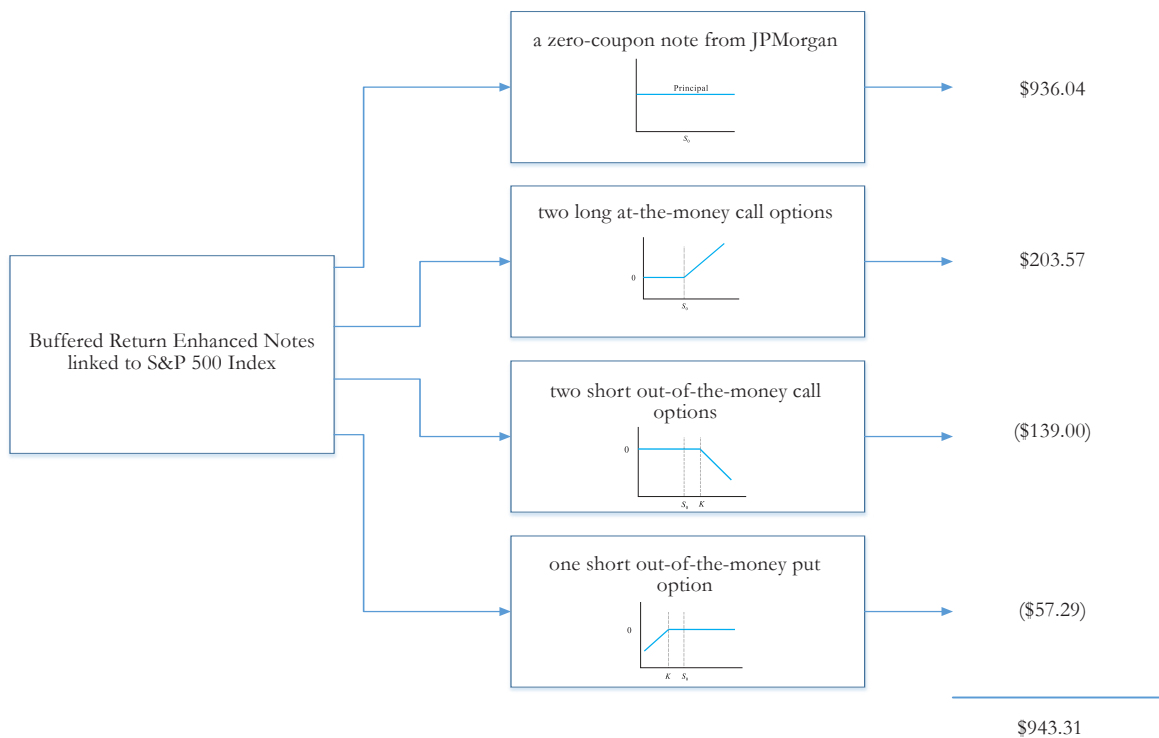 a zero-coupon note from JPMorgan
Principal
S₀
$936.04
two long at-the-money call options
0
S₀
$203.57
Buffered Return Enhanced Notes
linked to S&P 500 Index
two short out-of-the-money call
options
0
S₀ K
($139.00)
one short out-of-the-money put
option
0
K S₀
($57.29)
$943.31